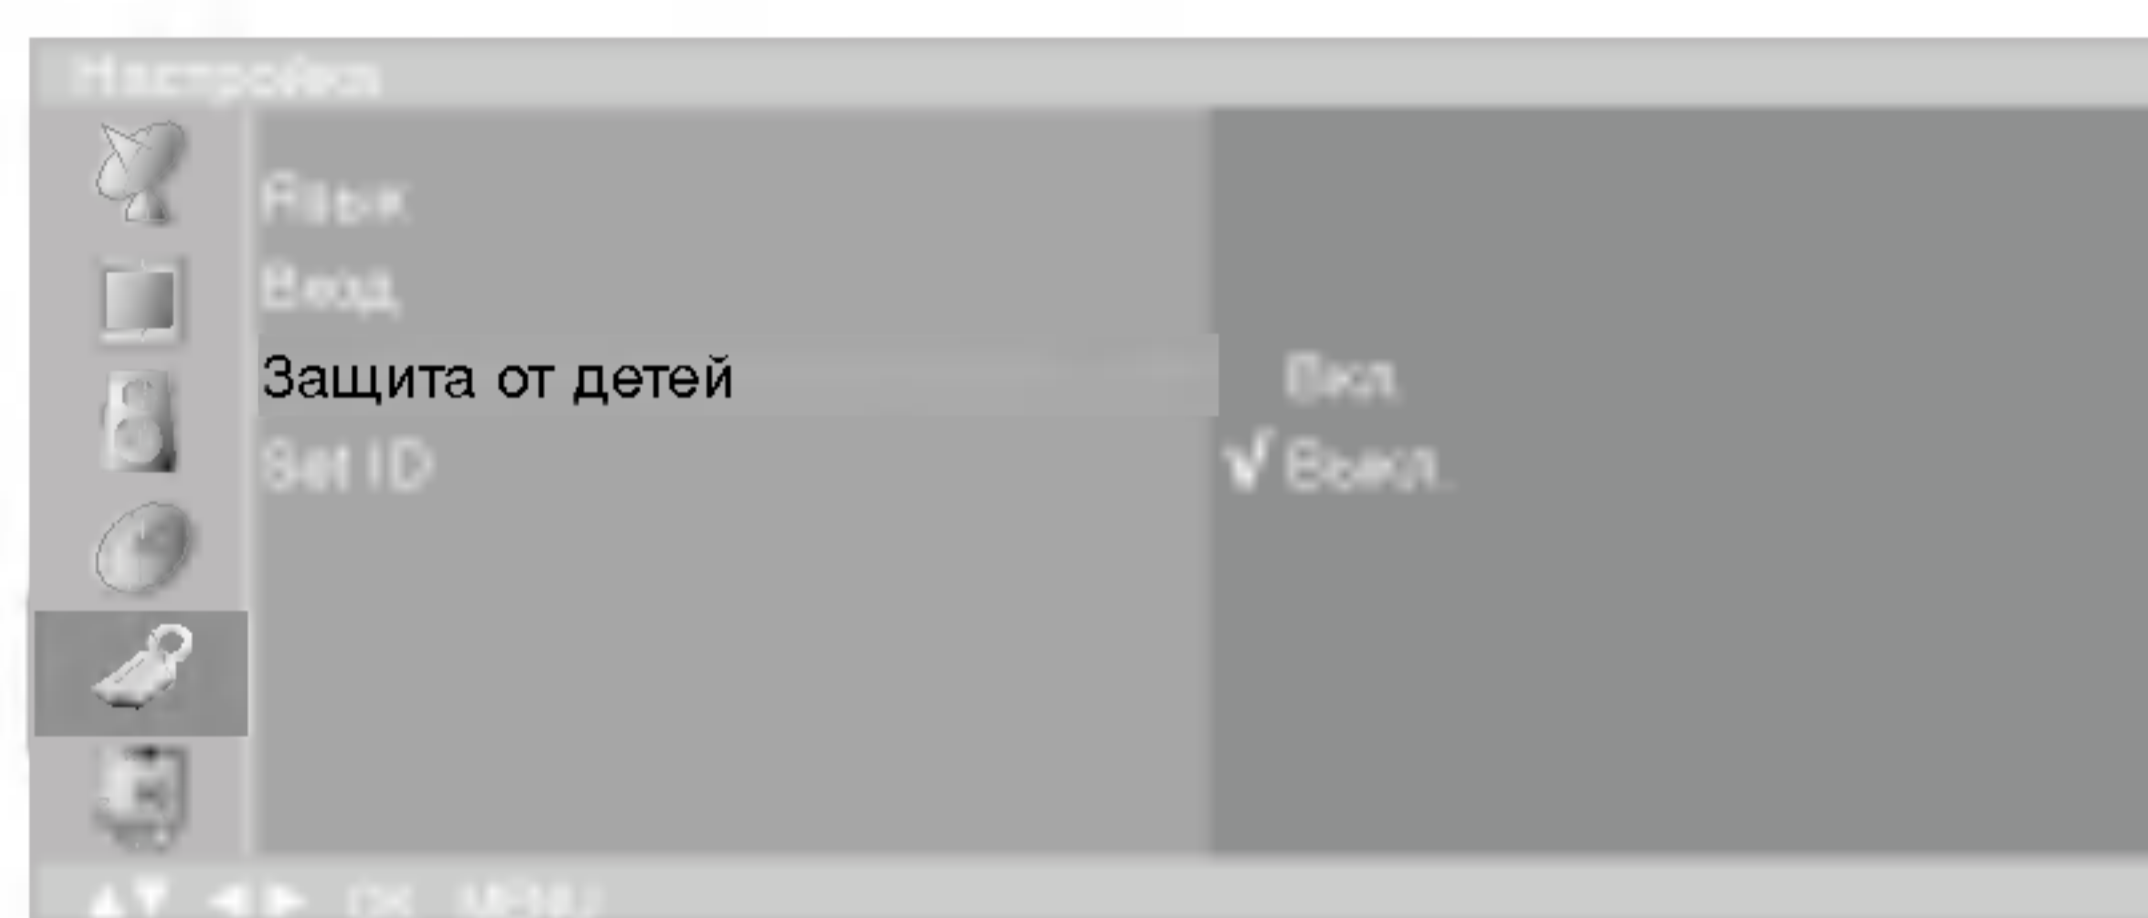 Настройка
Язык
Вход
Защита от детей
Вкл.
Set ID
√ Выкл.
▲▼ ◄► OK MENU